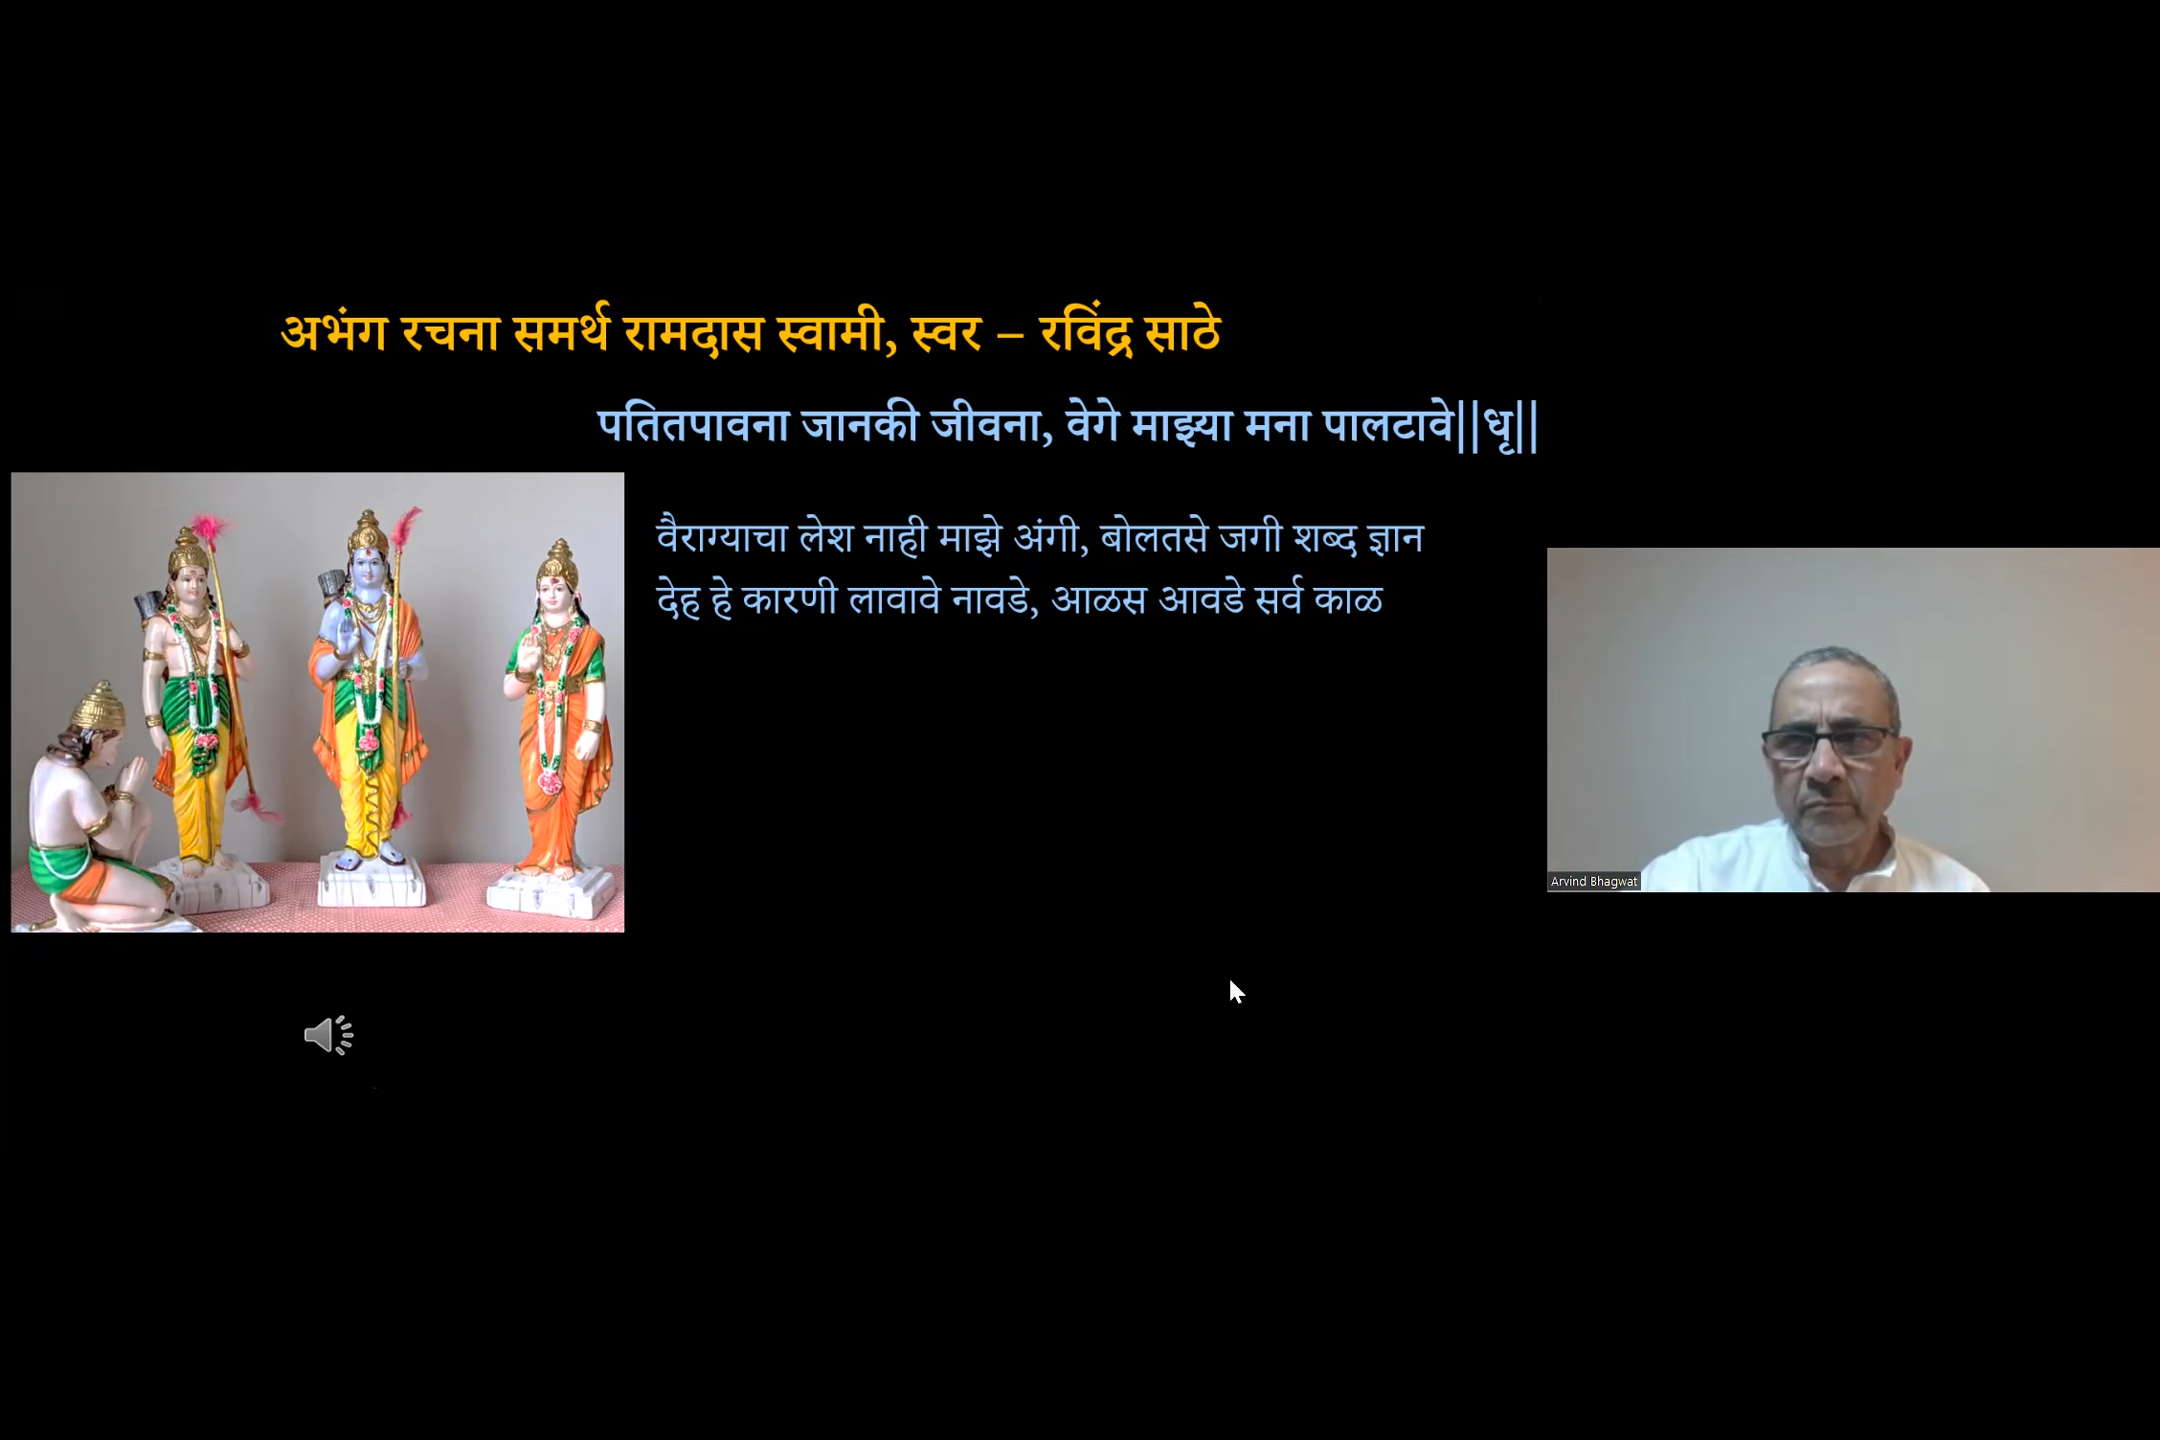 अभंग रचना समर्थ रामदास स्वामी, स्वर – रविंद्र साठे
पतितपावना जानकी जीवना, वेगे माझ्या मना पालटावे||धृ||
वैराग्याचा लेश नाही माझे अंगी, बोलतसे जगी शब्द ज्ञान
देह हे कारणी लावावे नावडे, आळस आवडे सर्व काळ
Arvind Bhagwat